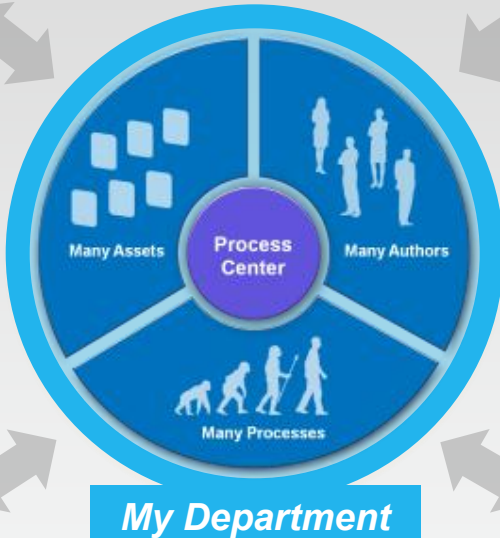 Many Assets
Process
Center
Many Authors
Many Processes
My Department